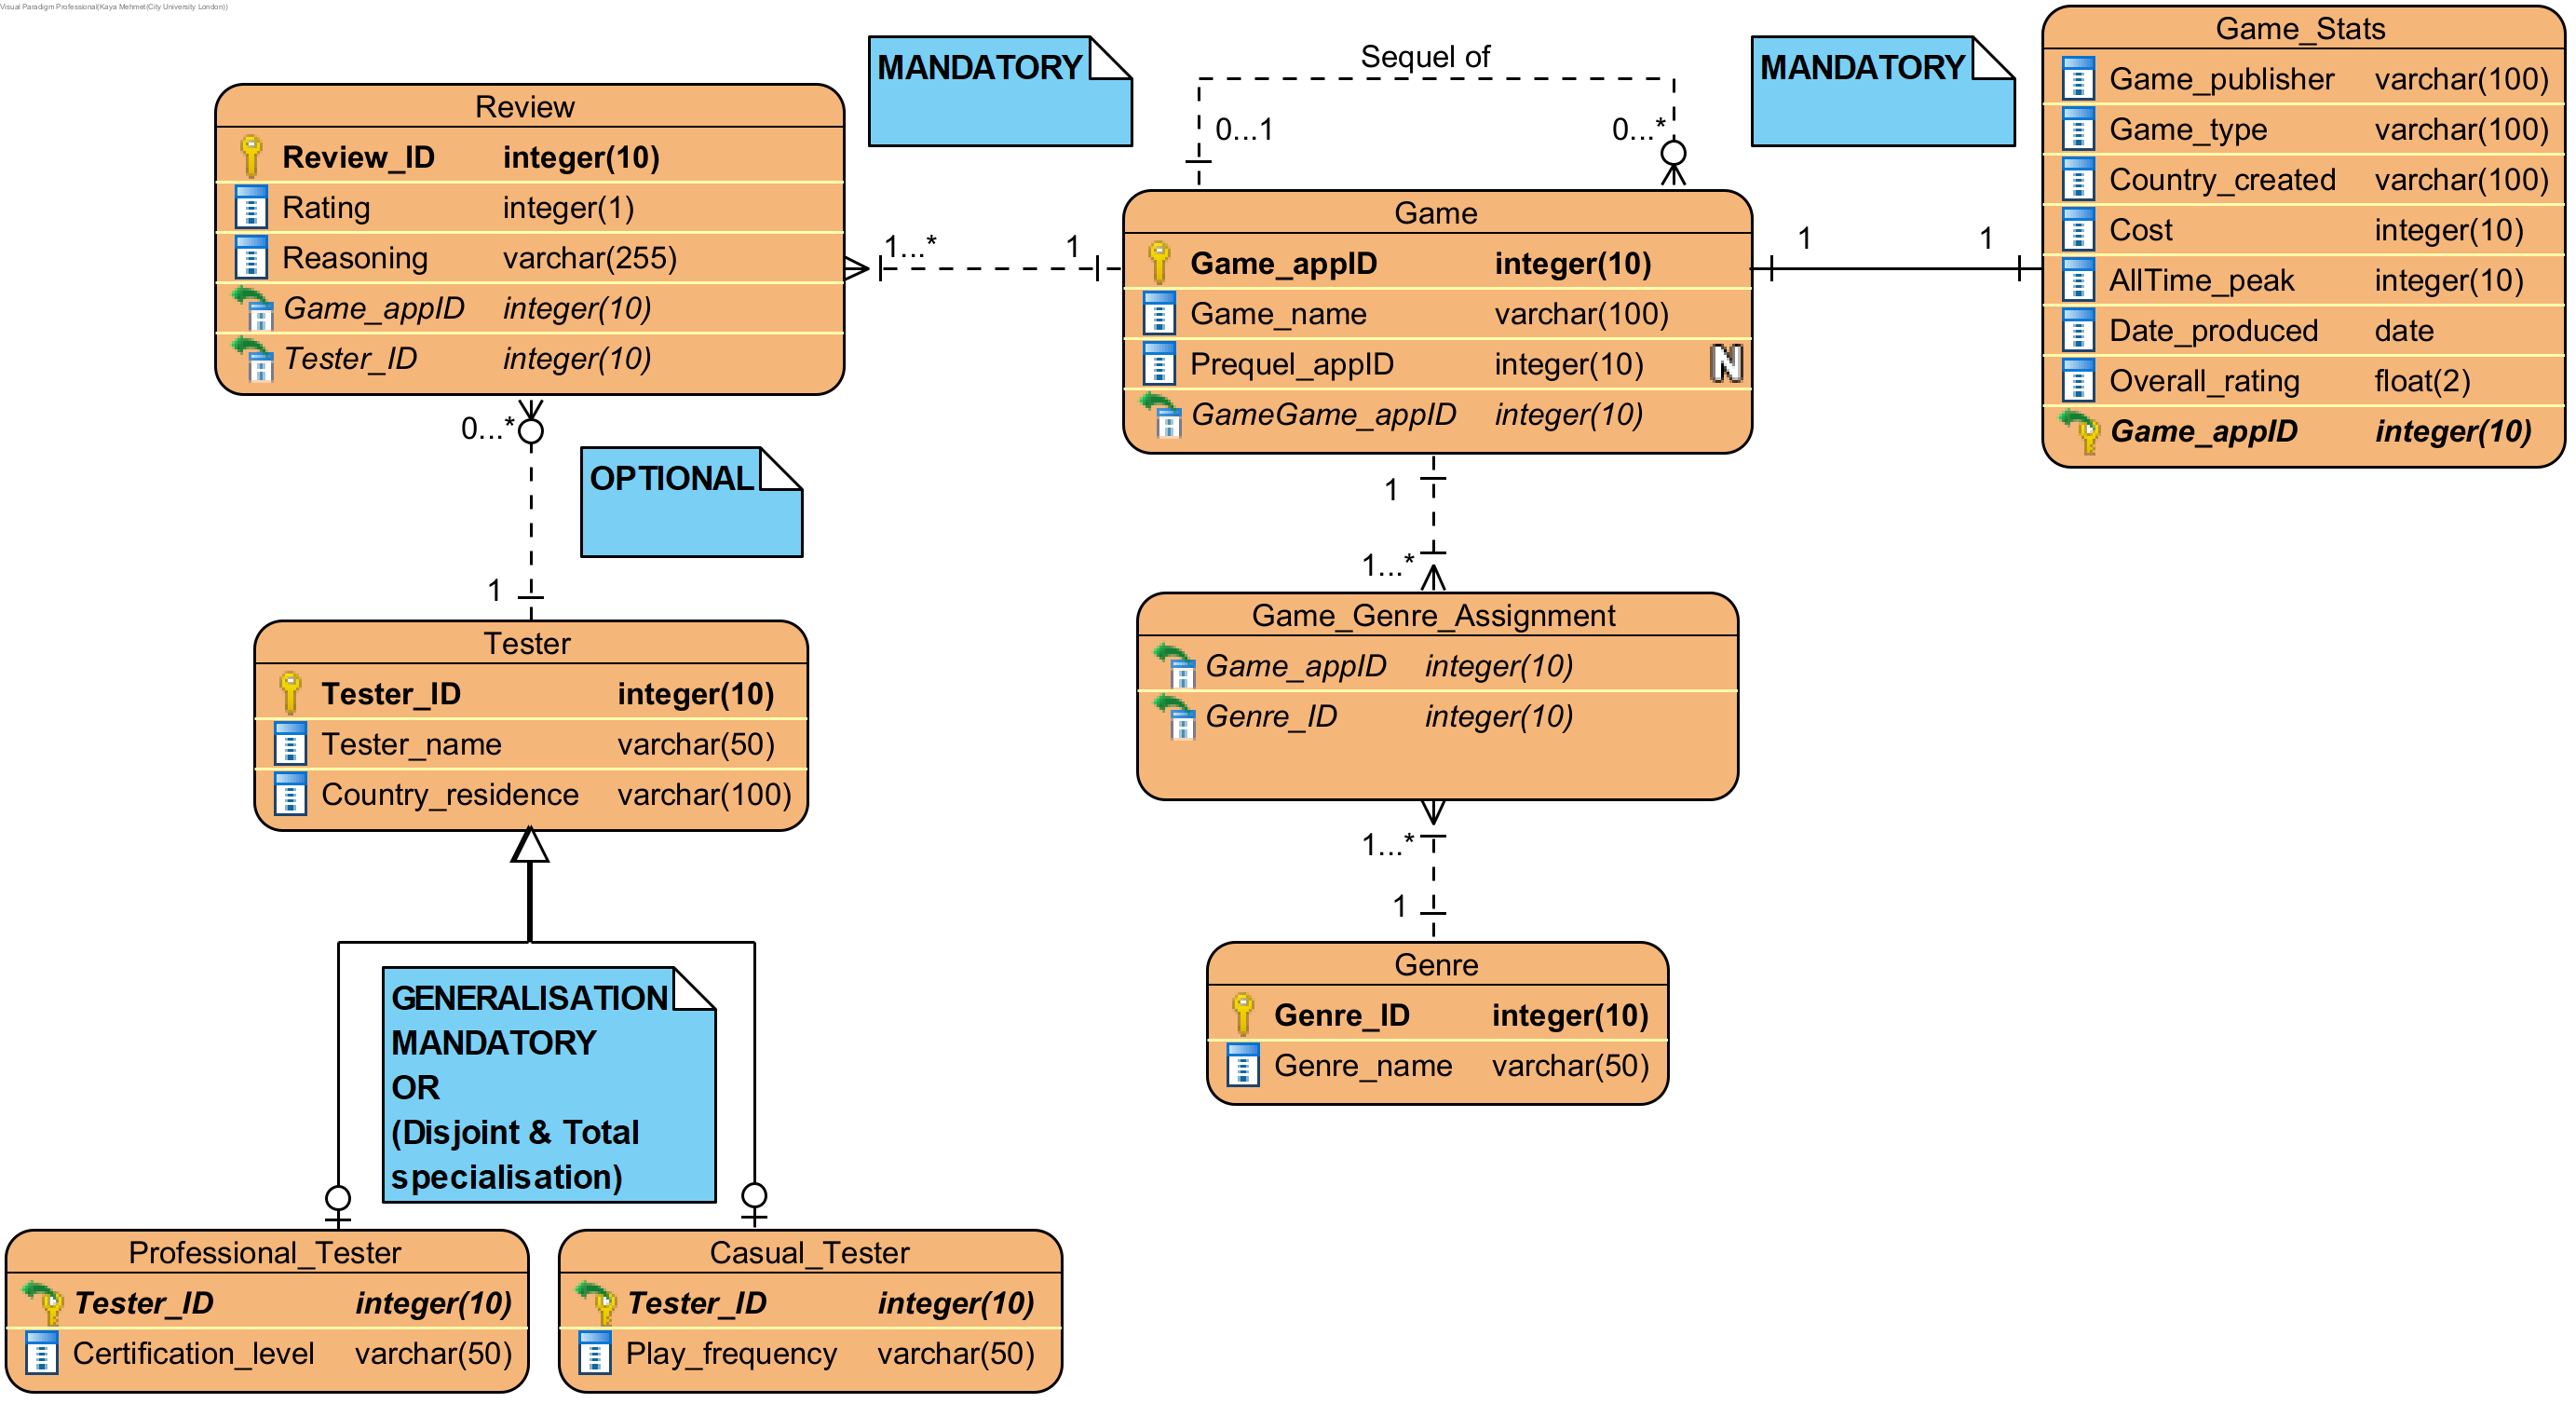 Visual Paradigm Professional(Kaya Mehmet(City University London))
Review
Review_ID integer(10)
Rating integer(1)
Reasoning varchar(255)
Game_appID integer(10)
Tester_ID integer(10)
MANDATORY
Sequel of
0...1
0...*
MANDATORY
Game_Stats
Game_publisher varchar(100)
Game_type varchar(100)
Country_created varchar(100)
Cost integer(10)
AllTime_peak integer(10)
Date_produced date
Overall_rating float(2)
Game_appID integer(10)
1...*
1
Game
Game_appID integer(10)
Game_name varchar(100)
Prequel_appID integer(10) N
GameGame_appID integer(10)
1
1
0...*
OPTIONAL
1
1
1...*
Tester
Tester_ID integer(10)
Tester_name varchar(50)
Country_residence varchar(100)
Game_Genre_Assignment
Game_appID integer(10)
Genre_ID integer(10)
1...*
1
Genre
Genre_ID integer(10)
Genre_name varchar(50)
GENERALISATION
MANDATORY
OR
(Disjoint & Total
specialisation)
Professional_Tester
Tester_ID integer(10)
Certification_level varchar(50)
Casual_Tester
Tester_ID integer(10)
Play_frequency varchar(50)